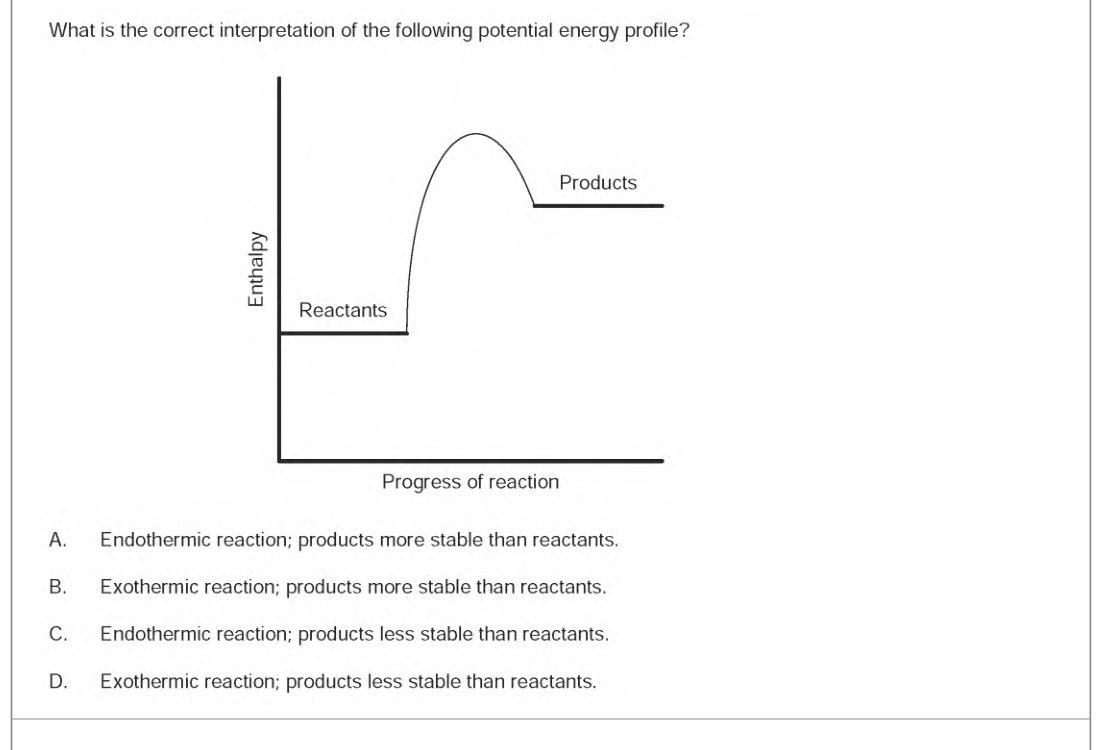 What is the correct interpretation of the following potential energy profile?
Products
Enthalpy
Reactants
Progress of reaction
A. Endothermic reaction; products more stable than reactants.
B. Exothermic reaction; products more stable than reactants.
C. Endothermic reaction; products less stable than reactants.
D. Exothermic reaction; products less stable than reactants.